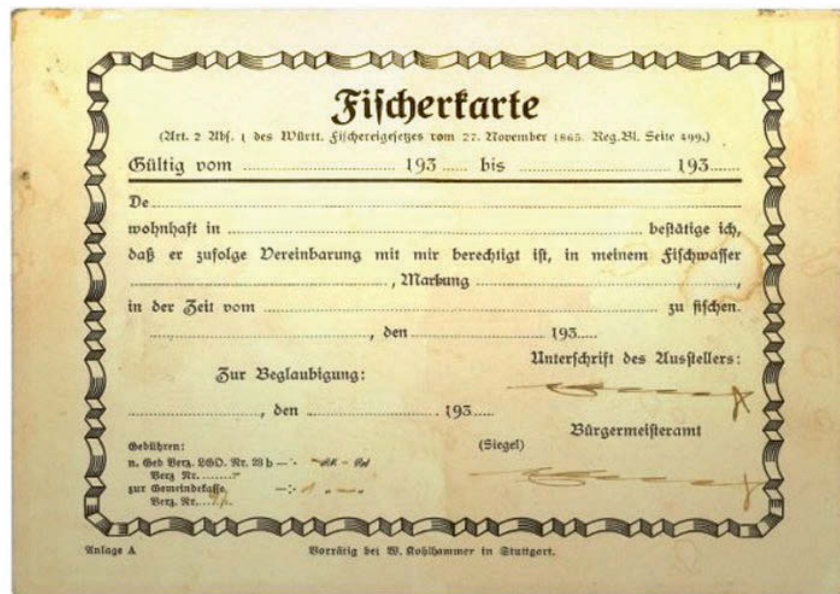 Fischerkarte
(Art. 2 Abs. 1 des Württ. Fischereigesetzes vom 27. November 1865. Reg.Bl. Seite 499.)
Gültig vom ........ 193.... bis ........ 193....
De........
wohnhaft in ........ bestätige ich,
daß er zufolge Vereinbarung mit mir berechtigt ist, in meinem Fischwasser
........, Markung ........,
in der Zeit vom ........ zu fischen.
........, den ........ 193....
Unterschrift des Ausstellers:
Zur Beglaubigung:
........, den ........ 193....
Bürgermeisteramt
(Siegel)
Gebühren:
n. Geb Verz. LGO. Nr. 23 b —:-
Verz Nr.
zur Gemeindekasse —:-
Verz. Nr.
Anlage A
Vorrätig bei W. Kohlhammer in Stuttgart.